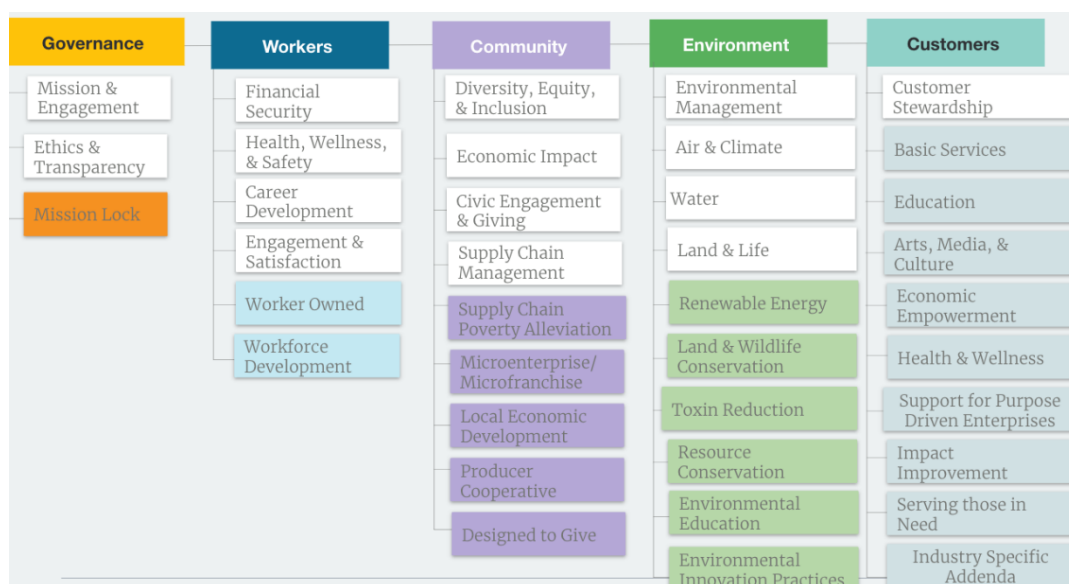 Governance
Mission &
Engagement
Ethics &
Transparency
Mission Lock
Workers
Financial
Security
Health, Wellness,
& Safety
Career
Development
Engagement &
Satisfaction
Worker Owned
Workforce
Development
Community
Diversity, Equity,
& Inclusion
Economic Impact
Civic Engagement
& Giving
Supply Chain
Management
Supply Chain
Poverty Alleviation
Microenterprise/
Microfranchise
Local Economic
Development
Producer
Cooperative
Designed to Give
Environment
Environmental
Management
Air & Climate
Water
Land & Life
Renewable Energy
Land & Wildlife
Conservation
Toxin Reduction
Resource
Conservation
Environmental
Education
Environmental
Innovation Practices
Customers
Customer
Stewardship
Basic Services
Education
Arts, Media, &
Culture
Economic
Empowerment
Health & Wellness
Support for Purpose
Driven Enterprises
Impact
Improvement
Serving those in
Need
Industry Specific
Addenda